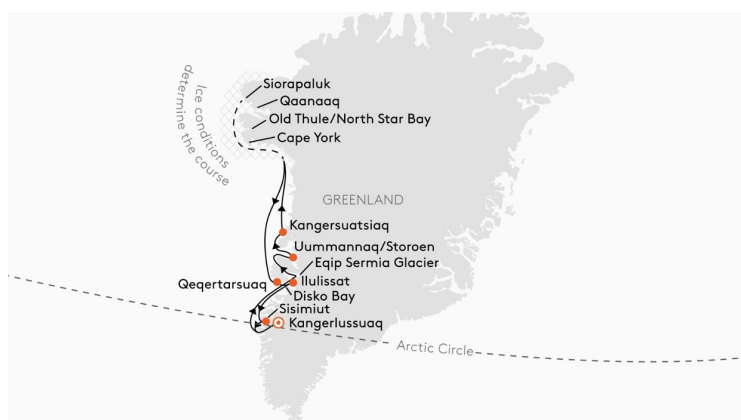 Siorapaluk
Qaanaaq
Old Thule/North Star Bay
Cape York
Ice conditions
determine the course
GREENLAND
Kangersuatsiaq
Uummannaq/Storoen
Eqip Sermia Glacier
Qeqertarsuaq
Ilulissat
Disko Bay
Sisimiut
Kangerlussuaq
Arctic Circle